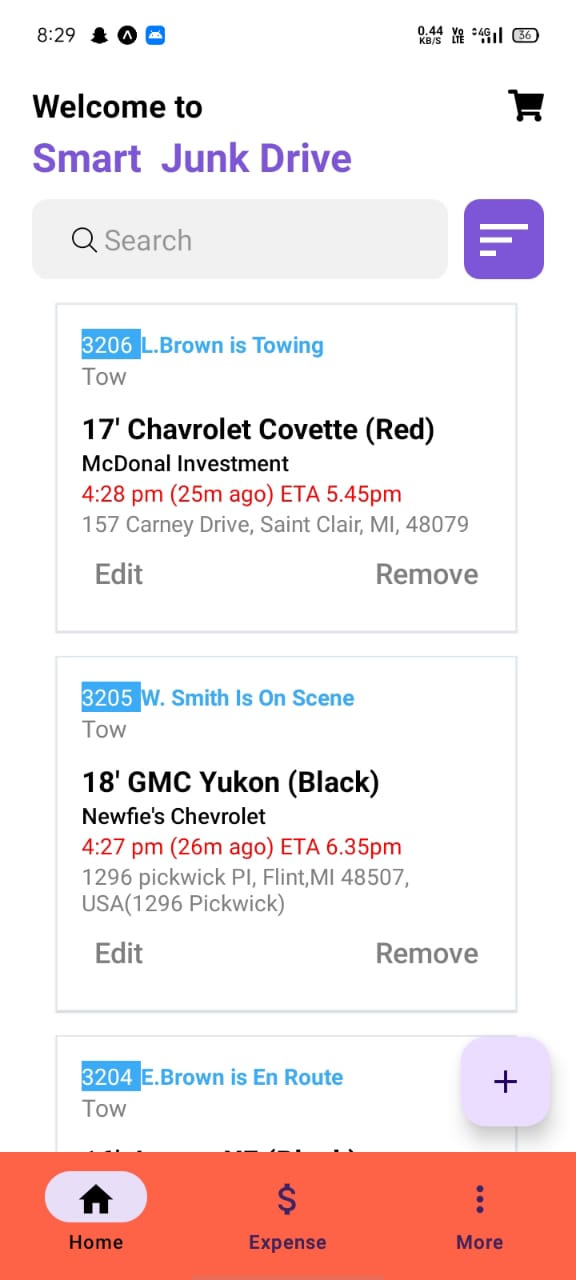 8:29
0.44 KB/S Vo LTE 4G 36
Welcome to
Smart Junk Drive
Search
3206 L.Brown is Towing
Tow
17' Chavrolet Covette (Red)
McDonal Investment
4:28 pm (25m ago) ETA 5.45pm
157 Carney Drive, Saint Clair, MI, 48079
Edit Remove
3205 W. Smith Is On Scene
Tow
18' GMC Yukon (Black)
Newfie's Chevrolet
4:27 pm (26m ago) ETA 6.35pm
1296 pickwick PI, Flint,MI 48507,
USA(1296 Pickwick)
Edit Remove
3204 E.Brown is En Route
Tow
+
$
Home Expense More